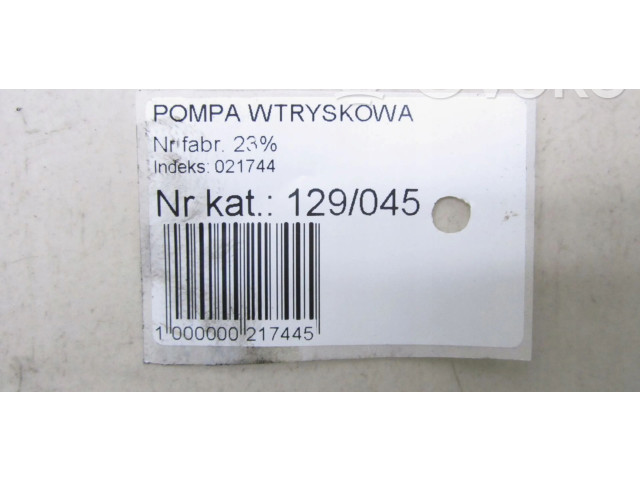 POMPA WTRYSKOWA
Nr fabr. 23%
Indeks: 021744
Nr kat.: 129/045
1 000000 217445